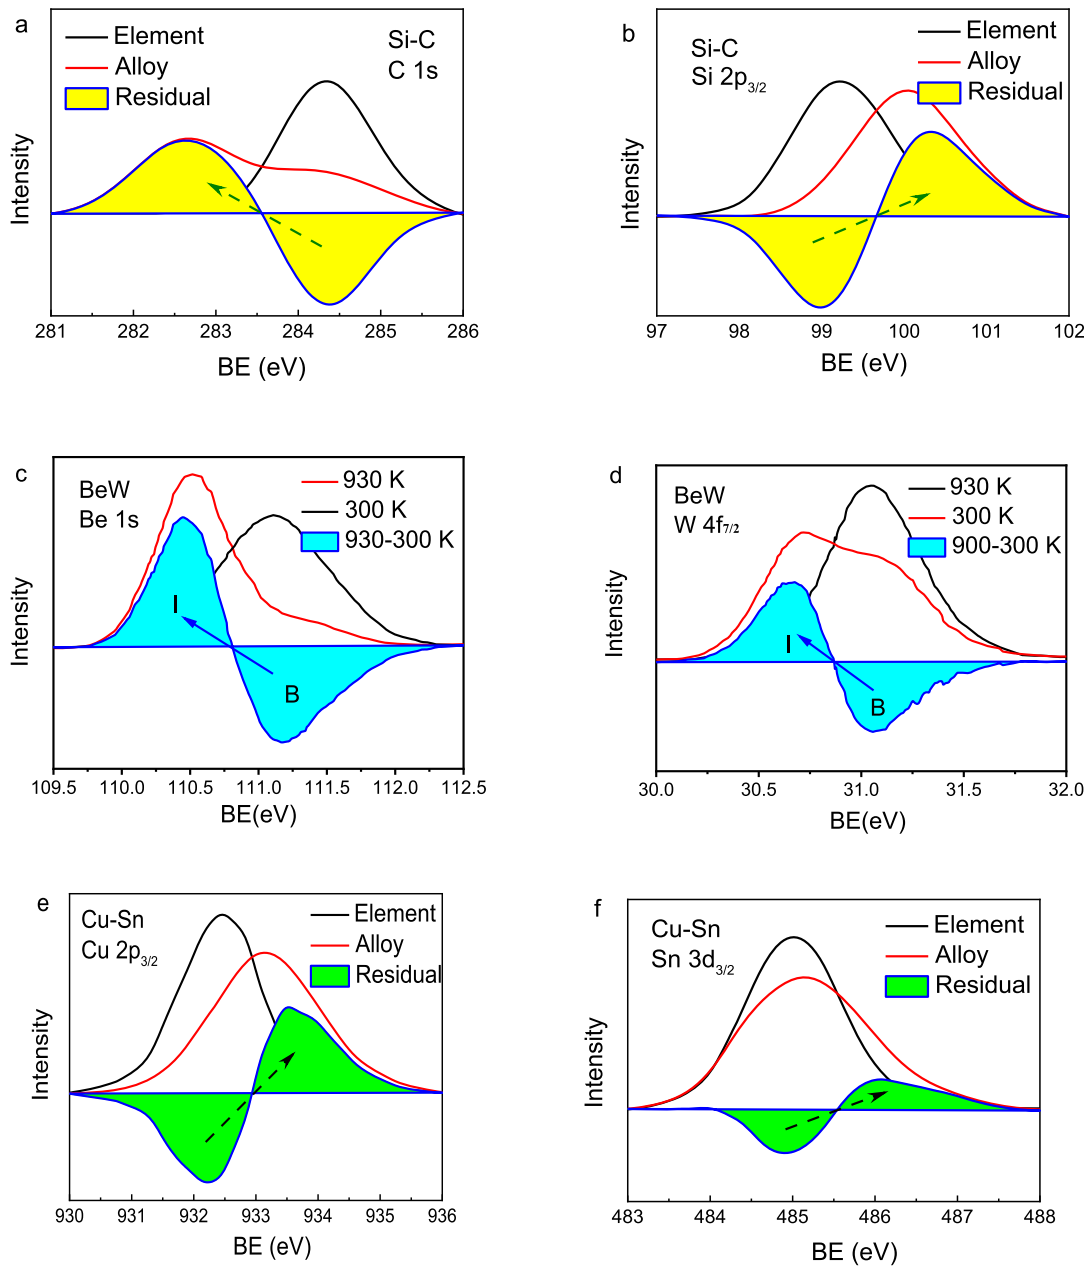 a
Element
Alloy
Residual
Si-C
C 1s
Intensity
281 282 283 284 285 286
BE (eV)
b
Si-C
Si 2p3/2
Element
Alloy
Residual
Intensity
97 98 99 100 101 102
BE (eV)
c
BeW
Be 1s
930 K
300 K
930-300 K
I
B
Intensity
109.5 110.0 110.5 111.0 111.5 112.0 112.5
BE(eV)
d
BeW
W 4f7/2
930 K
300 K
900-300 K
I
B
Intensity
30.0 30.5 31.0 31.5 32.0
BE(eV)
e
Cu-Sn
Cu 2p3/2
Element
Alloy
Residual
Intensity
930 931 932 933 934 935 936
BE (eV)
f
Cu-Sn
Sn 3d3/2
Element
Alloy
Residual
Intensity
483 484 485 486 487 488
BE (eV)